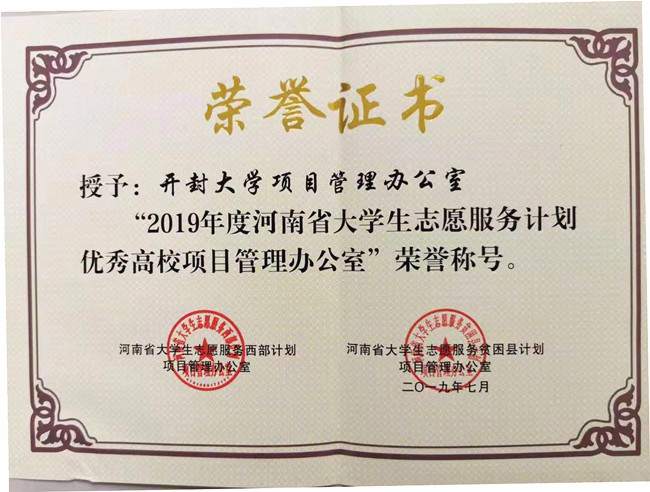 荣誉证书
授予：开封大学项目管理办公室
“2019年度河南省大学生志愿服务计划
优秀高校项目管理办公室”荣誉称号。
河南省大学生志愿服务西部计划
项目管理办公室
河南省大学生志愿服务贫困县计划
项目管理办公室
二〇一九年七月